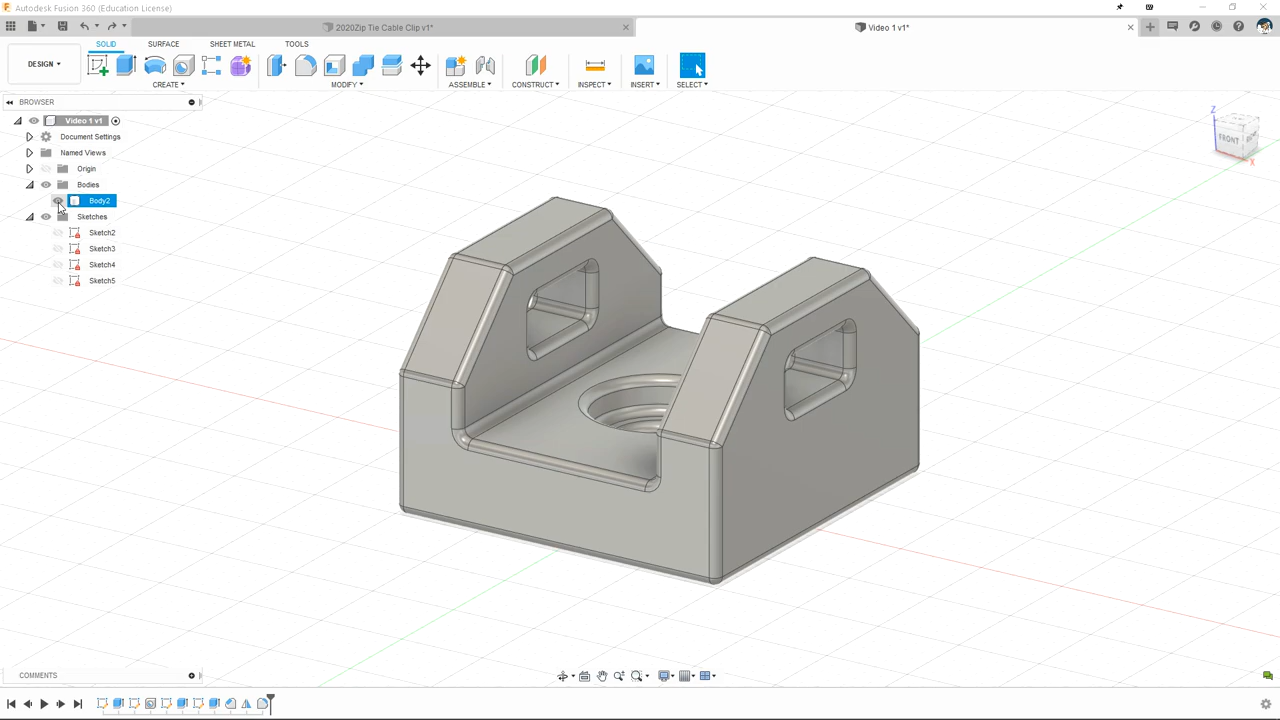 Autodesk Fusion 360 (Education License)
2020Zip Tie Cable Clip v1*
Video 1 v1*
SOLID SURFACE SHEET METAL TOOLS
DESIGN
CREATE MODIFY ASSEMBLE CONSTRUCT INSPECT INSERT SELECT
BROWSER
Video 1 v1
Document Settings
Named Views
Origin
Bodies
Body2
Sketches
Sketch2
Sketch3
Sketch4
Sketch5
Z
FRONT
X
COMMENTS